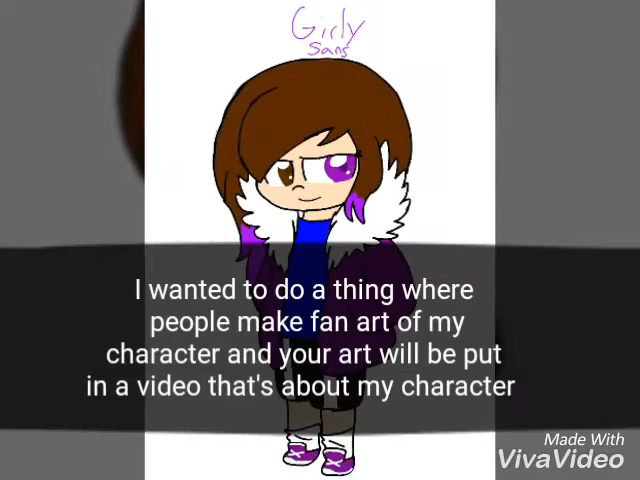 Girly
Sans
I wanted to do a thing where
people make fan art of my
character and your art will be put
in a video that's about my character
Made With
VivaVideo